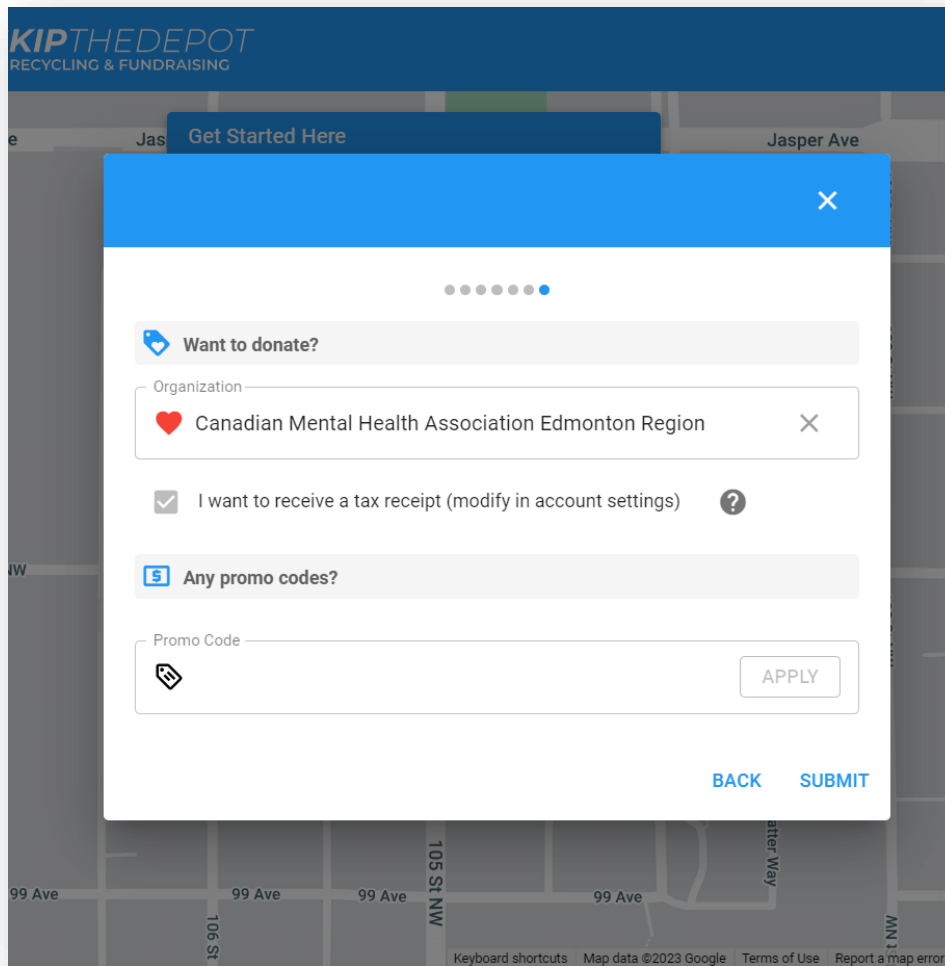 KIPTHEDEPOT
RECYCLING & FUNDRAISING
Get Started Here
Jas
Jasper Ave
Want to donate?
Organization
Canadian Mental Health Association Edmonton Region
I want to receive a tax receipt (modify in account settings)
?
NW
$ Any promo codes?
Promo Code
APPLY
BACK
SUBMIT
atter Way
105 St NW
99 Ave
99 Ave
99 Ave
99 Ave
106 St
Keyboard shortcuts
Map data ©2023 Google
Terms of Use
Report a map error